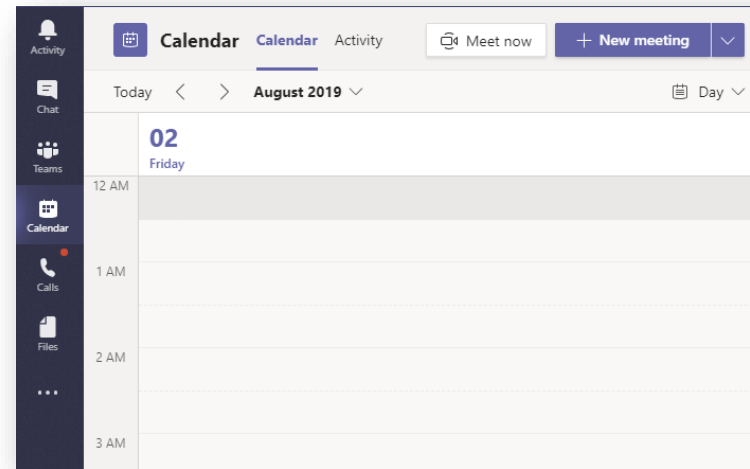 Activity
Chat
Teams
Calendar
Calls
Files
Calendar Calendar Activity Meet now + New meeting
Today August 2019 Day
02
Friday
12 AM
1 AM
2 AM
3 AM